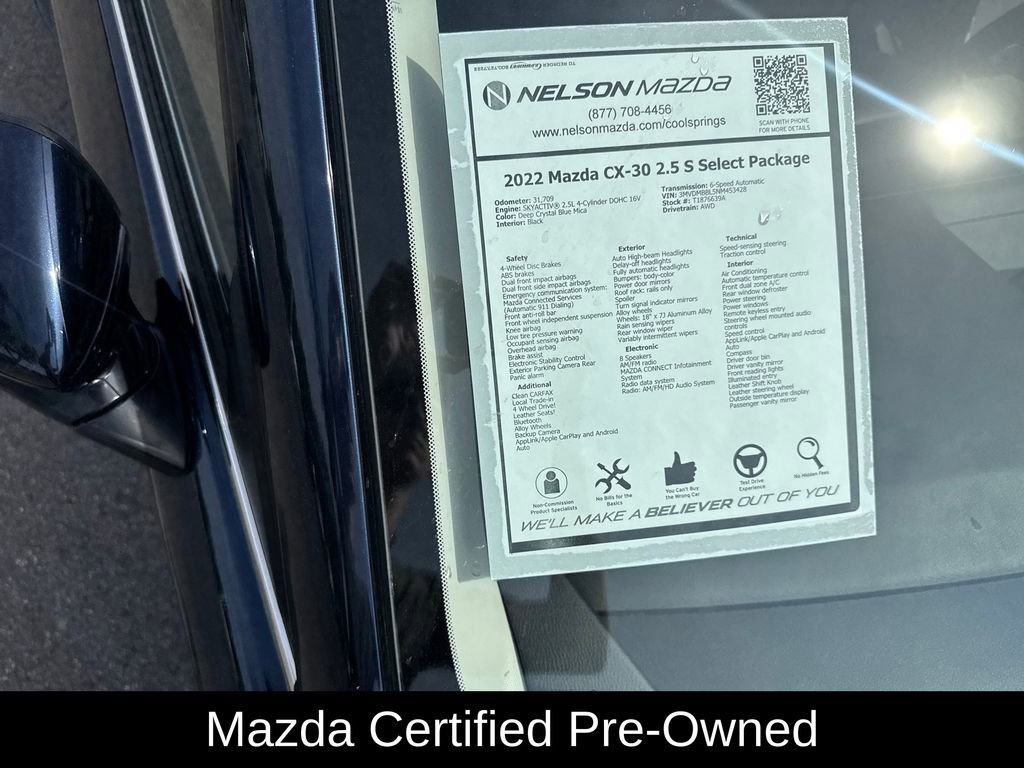 TO REORDER
NELSON mazda
(877) 708-4456
www.nelsonmazda.com/coolsprings
SCAN WITH PHONE
FOR MORE DETAILS
2022 Mazda CX-30 2.5 S Select Package
Odometer: 31,709
Engine: SKYACTIV® 2.5L 4-Cylinder DOHC 16V
Color: Deep Crystal Blue Mica
Interior: Black
Transmission: 6-Speed Automatic
VIN: 3MVDMBBL5NM453428
Stock #: T1876639A
Drivetrain: AWD
Safety
4-Wheel Disc Brakes
ABS brakes
Dual front impact airbags
Dual front side impact airbags
Emergency communication system:
Mazda Connected Services
(Automatic 911 Dialing)
Front anti-roll bar
Front wheel independent suspension
Knee airbag
Low tire pressure warning
Occupant sensing airbag
Overhead airbag
Brake assist
Electronic Stability Control
Exterior Parking Camera Rear
Panic alarm
Additional
Clean CARFAX
Local Trade-in
4 Wheel Drive!
Leather Seats!
Bluetooth
Alloy Wheels
Backup Camera
AppLink/Apple CarPlay and Android
Auto
Exterior
Auto High-beam Headlights
Delay-off headlights
Fully automatic headlights
Bumpers: body-color
Power door mirrors
Roof rack: rails only
Spoiler
Turn signal indicator mirrors
Alloy wheels
Wheels: 18" x 7J Aluminum Alloy
Rain sensing wipers
Rear window wiper
Variably intermittent wipers
Electronic
8 Speakers
AM/FM radio
MAZDA CONNECT Infotainment
System
Radio data system
Radio: AM/FM/HD Audio System
Technical
Speed-sensing steering
Traction control
Interior
Air Conditioning
Automatic temperature control
Front dual zone A/C
Rear window defroster
Power steering
Power windows
Remote keyless entry
Steering wheel mounted audio
controls
Speed control
AppLink/Apple CarPlay and Android
Auto
Compass
Driver door bin
Driver vanity mirror
Front reading lights
Illuminated entry
Leather Shift Knob
Leather steering wheel
Outside temperature display
Passenger vanity mirror
Non-Commission
Product Specialists
No Bills for the
Basics
You Can't Buy
the Wrong Car
Test Drive
Experience
No Hidden Fees
WE'LL MAKE A BELIEVER OUT OF YOU
Mazda Certified Pre-Owned